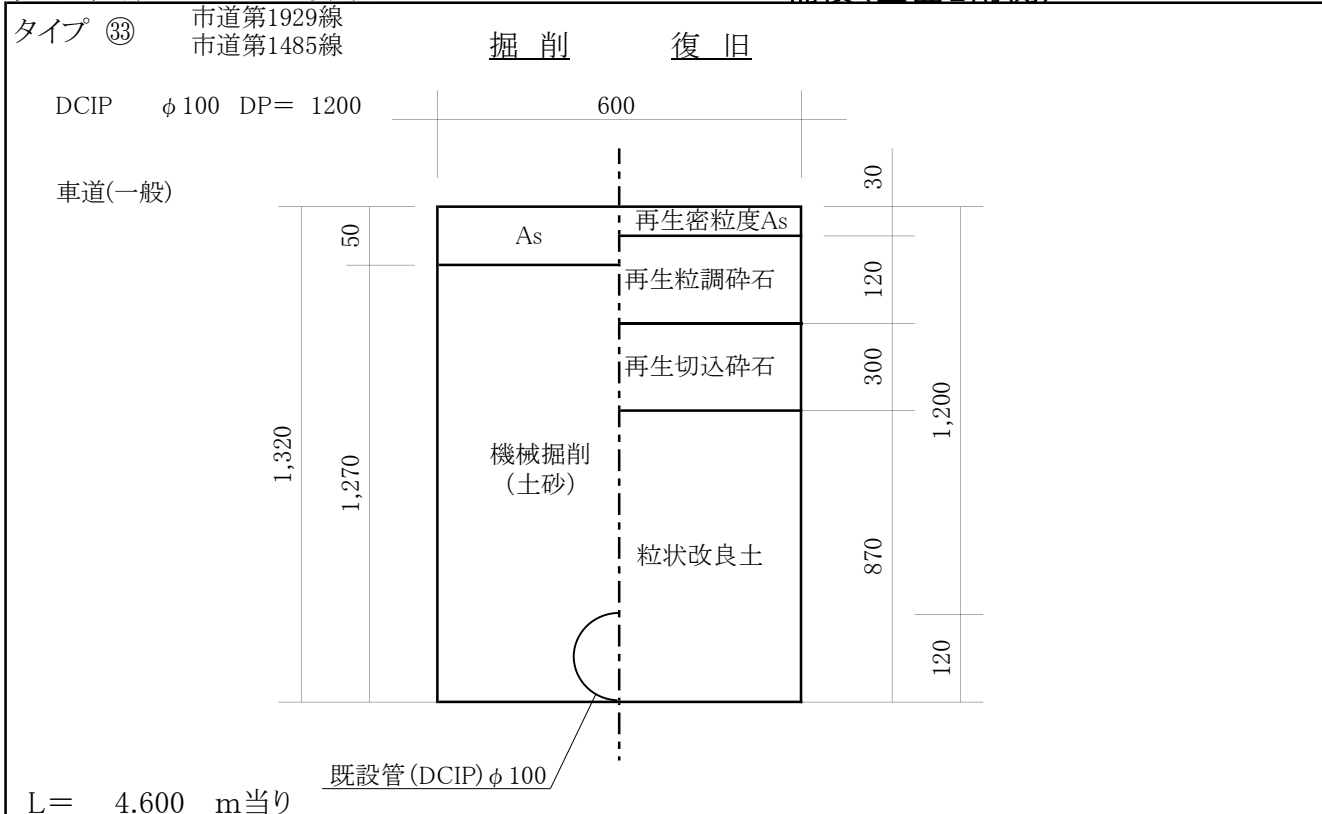 タイプ ㉝
市道第1929線
市道第1485線
掘 削 復 旧
DCIP φ100 DP= 1200
600
車道(一般)
30
50
As
再生密粒度As
再生粒調砕石
120
再生切込砕石
300
1,200
1,320
1,270
機械掘削
(土砂)
粒状改良土
870
120
既設管(DCIP)φ100
L= 4.600 m当り